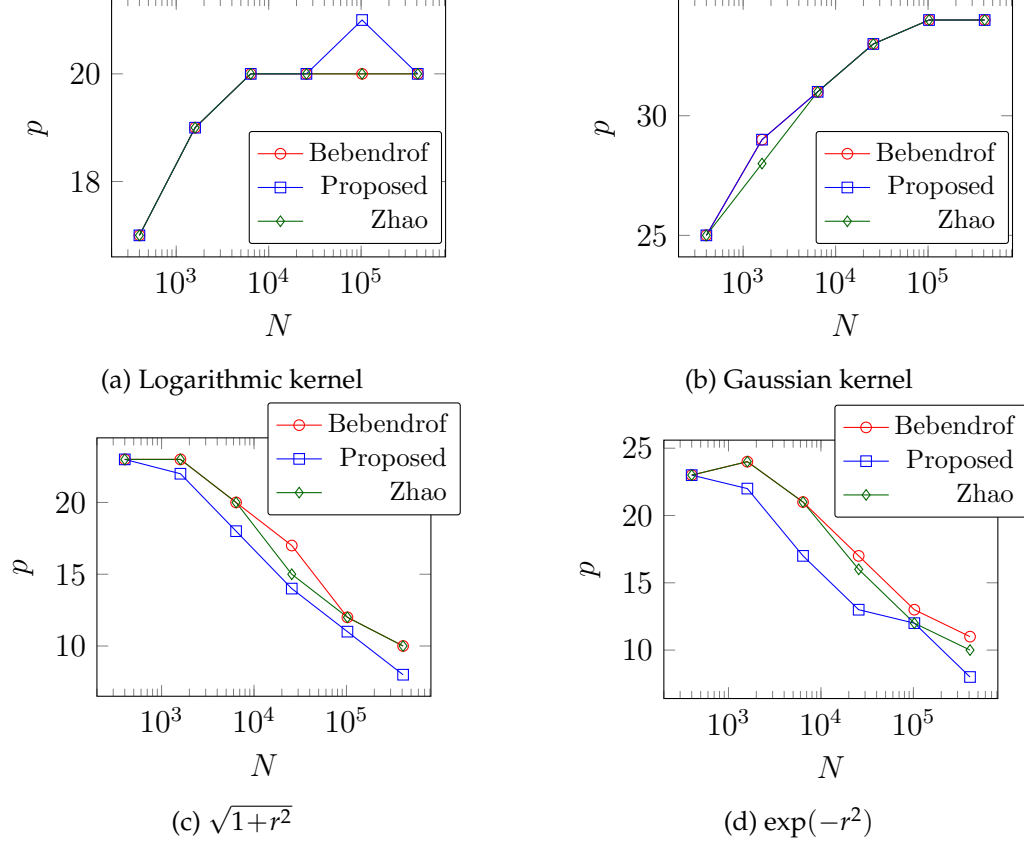 20
18
p
Bebendrof
Proposed
Zhao
10^3 10^4 10^5
N
(a) Logarithmic kernel
30
25
p
Bebendrof
Proposed
Zhao
10^3 10^4 10^5
N
(b) Gaussian kernel
20
15
10
p
Bebendrof
Proposed
Zhao
10^3 10^4 10^5
N
(c) √1+r²
25
20
15
10
p
Bebendrof
Proposed
Zhao
10^3 10^4 10^5
N
(d) exp(−r²)